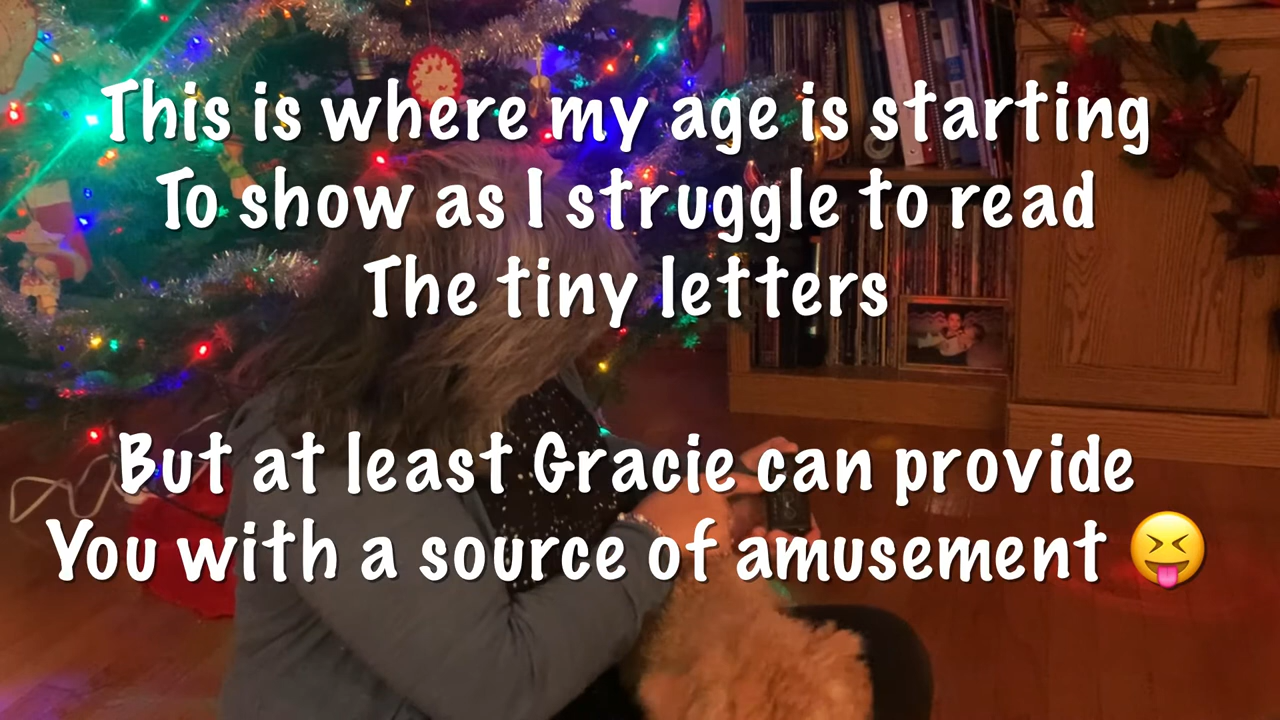 This is where my age is starting
To show as I struggle to read
The tiny letters
But at least Gracie can provide
You with a source of amusement 😝